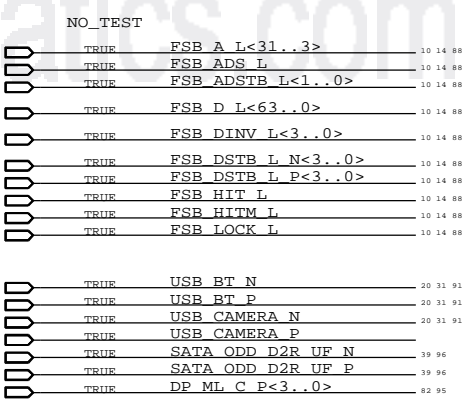 atics.com
NO_TEST
TRUE FSB_A_L<31..3> 10 14 88
TRUE FSB_ADS_L 10 14 88
TRUE FSB_ADSTB_L<1..0> 10 14 88
TRUE FSB_D_L<63..0> 10 14 88
TRUE FSB_DINV_L<3..0> 10 14 88
TRUE FSB_DSTB_L_N<3..0> 10 14 88
TRUE FSB_DSTB_L_P<3..0> 10 14 88
TRUE FSB_HIT_L 10 14 88
TRUE FSB_HITM_L 10 14 88
TRUE FSB_LOCK_L 10 14 88
TRUE USB_BT_N 20 31 91
TRUE USB_BT_P 20 31 91
TRUE USB_CAMERA_N 20 31 91
TRUE USB_CAMERA_P
TRUE SATA_ODD_D2R_UF_N 39 96
TRUE SATA_ODD_D2R_UF_P 39 96
TRUE DP_ML_C_P<3..0> 82 95